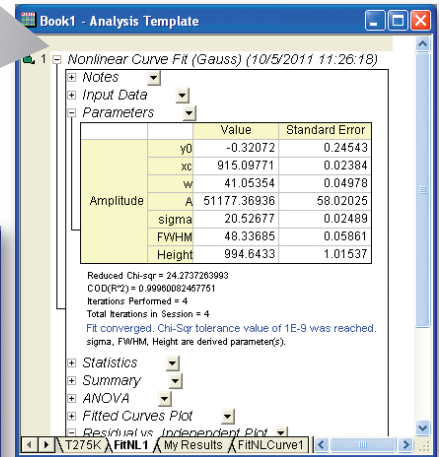 Book1 - Analysis Template
1 Nonlinear Curve Fit (Gauss) (10/5/2011 11:26:18)
Notes
Input Data
Parameters
Value Standard Error
Amplitude
y0 -0.32072 0.24543
xc 915.09771 0.02384
w 41.05354 0.04978
A 51177.36936 58.02025
sigma 20.52677 0.02489
FWHM 48.33685 0.05861
Height 994.6433 1.01537
Reduced Chi-sqr = 24.2737263993
COD(R^2) = 0.99960082457751
Iterations Performed = 4
Total Iterations in Session = 4
Fit converged. Chi-Sqr tolerance value of 1E-9 was reached.
sigma, FWHM, Height are derived parameter(s).
Statistics
Summary
ANOVA
Fitted Curves Plot
Residual vs. Independent Plot
T275K FitNL1 My Results FitNLCurve1